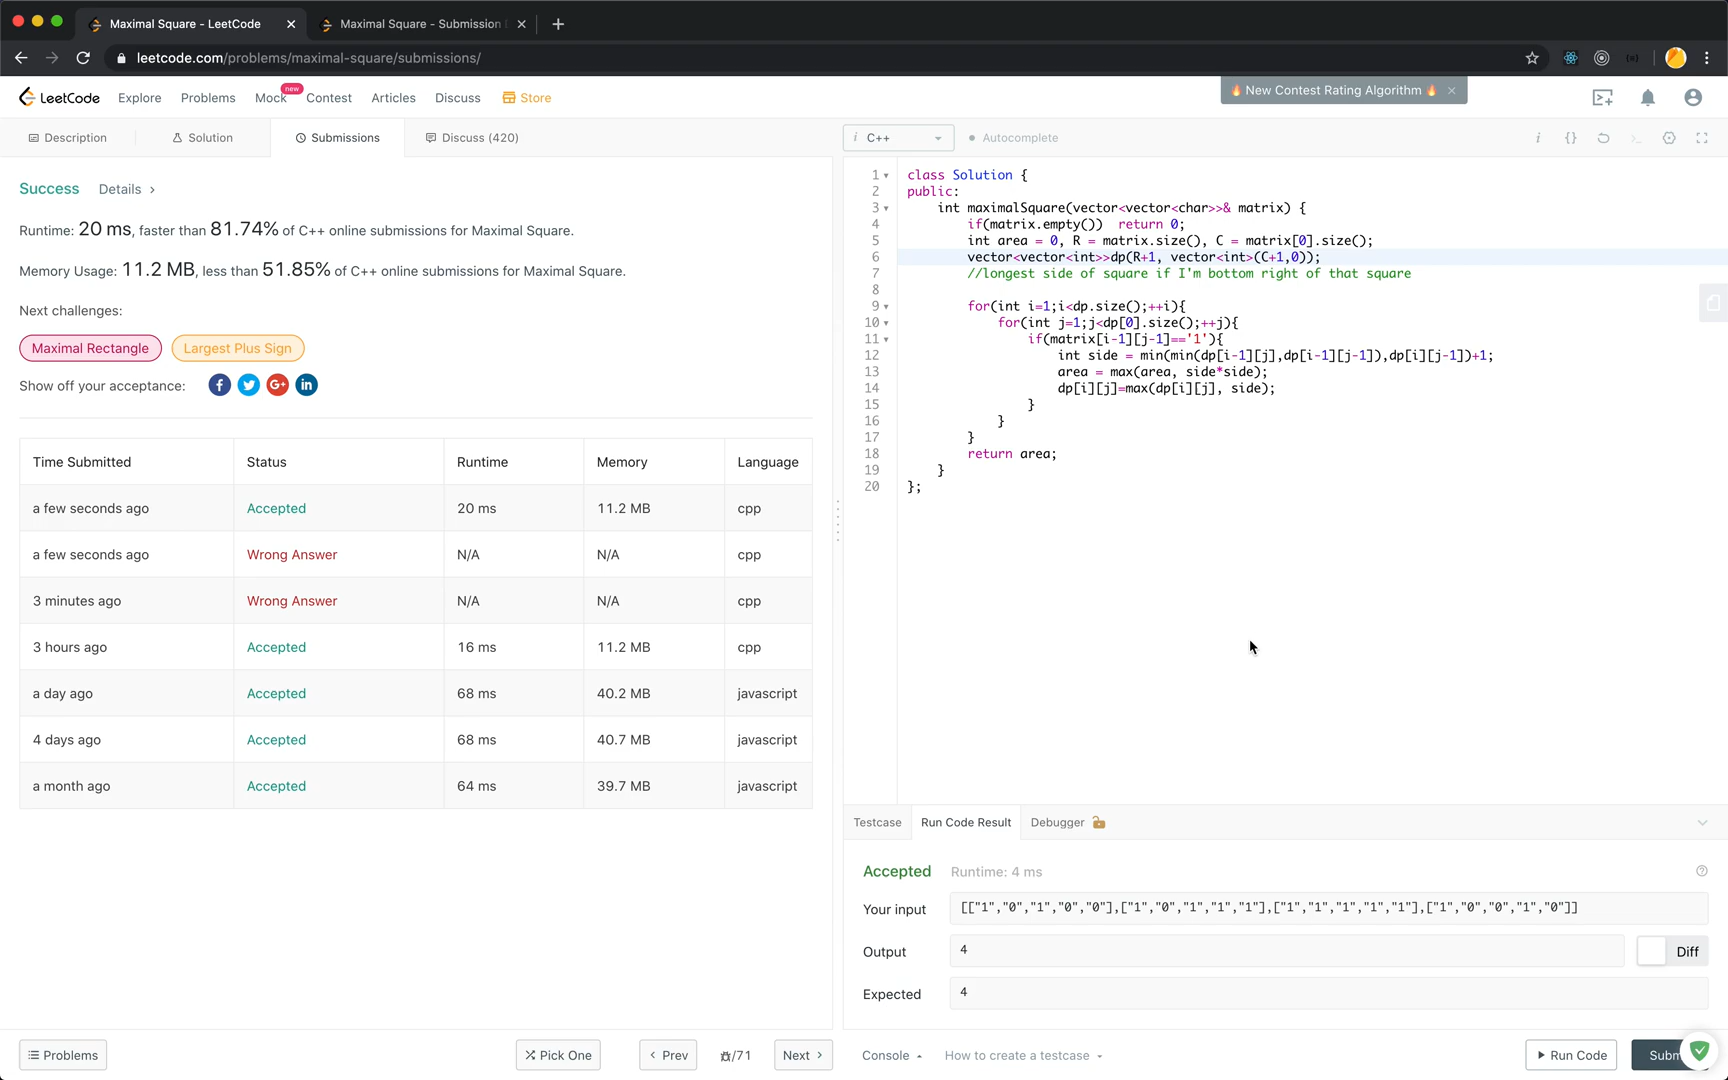 Maximal Square - LeetCode
Maximal Square - Submission
leetcode.com/problems/maximal-square/submissions/
LeetCode
Explore
Problems
Mock
new
Contest
Articles
Discuss
Store
New Contest Rating Algorithm
Description
Solution
Submissions
Discuss (420)
i C++
Autocomplete
Success
Details >
Runtime: 20 ms, faster than 81.74% of C++ online submissions for Maximal Square.
Memory Usage: 11.2 MB, less than 51.85% of C++ online submissions for Maximal Square.
Next challenges:
Maximal Rectangle
Largest Plus Sign
Show off your acceptance:
Time Submitted Status Runtime Memory Language
a few seconds ago Accepted 20 ms 11.2 MB cpp
a few seconds ago Wrong Answer N/A N/A cpp
3 minutes ago Wrong Answer N/A N/A cpp
3 hours ago Accepted 16 ms 11.2 MB cpp
a day ago Accepted 68 ms 40.2 MB javascript
4 days ago Accepted 68 ms 40.7 MB javascript
a month ago Accepted 64 ms 39.7 MB javascript
1 class Solution {
2 public:
3 int maximalSquare(vector<vector<char>>& matrix) {
4 if(matrix.empty())  return 0;
5 int area = 0, R = matrix.size(), C = matrix[0].size();
6 vector<vector<int>>dp(R+1, vector<int>(C+1,0));
7 //longest side of square if I'm bottom right of that square
8
9 for(int i=1;i<dp.size();++i){
10 for(int j=1;j<dp[0].size();++j){
11 if(matrix[i-1][j-1]=='1'){
12 int side = min(min(dp[i-1][j],dp[i-1][j-1]),dp[i][j-1])+1;
13 area = max(area, side*side);
14 dp[i][j]=max(dp[i][j], side);
15 }
16 }
17 }
18 return area;
19 }
20 };
Testcase
Run Code Result
Debugger
Accepted
Runtime: 4 ms
Your input
[["1","0","1","0","0"],["1","0","1","1","1"],["1","1","1","1","1"],["1","0","0","1","0"]]
Output
4
Diff
Expected
4
Problems
Pick One
Prev
/71
Next
Console
How to create a testcase
Run Code
Subm